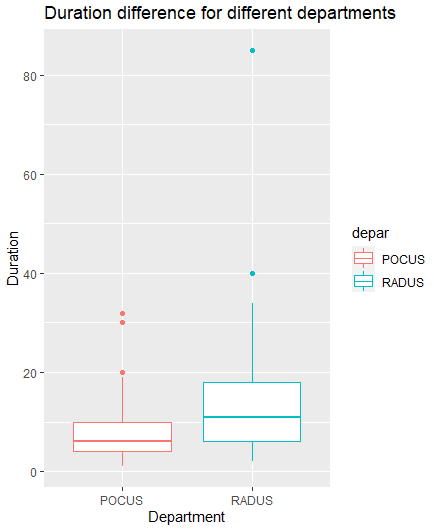 Duration difference for different departments
80
60
40
20
0
Duration
POCUS
RADUS
Department
depar
POCUS
RADUS